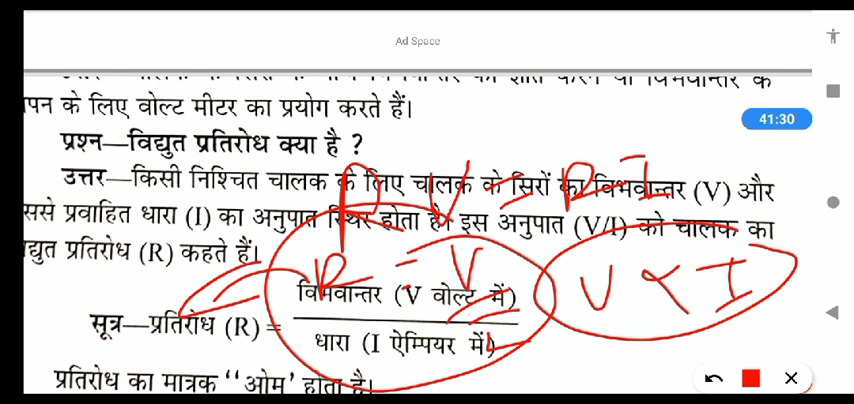 Ad Space
पन के लिए वोल्ट मीटर का प्रयोग करते हैं।
41:30
प्रश्न—विद्युत प्रतिरोध क्या है ?
उत्तर—किसी निश्चित चालक के लिए चालक के सिरों का विभवान्तर (V) और
ससे प्रवाहित धारा (I) का अनुपात स्थिर होता है। इस अनुपात (V/I) को चालक का
द्युत प्रतिरोध (R) कहते हैं।
V = R I
R = V
V ∝ I
विभवान्तर (V वोल्ट में)
सूत्र—प्रतिरोध (R) =
धारा (I ऐम्पियर में)
प्रतिरोध का मात्रक ‘‘ओम’ होता है।